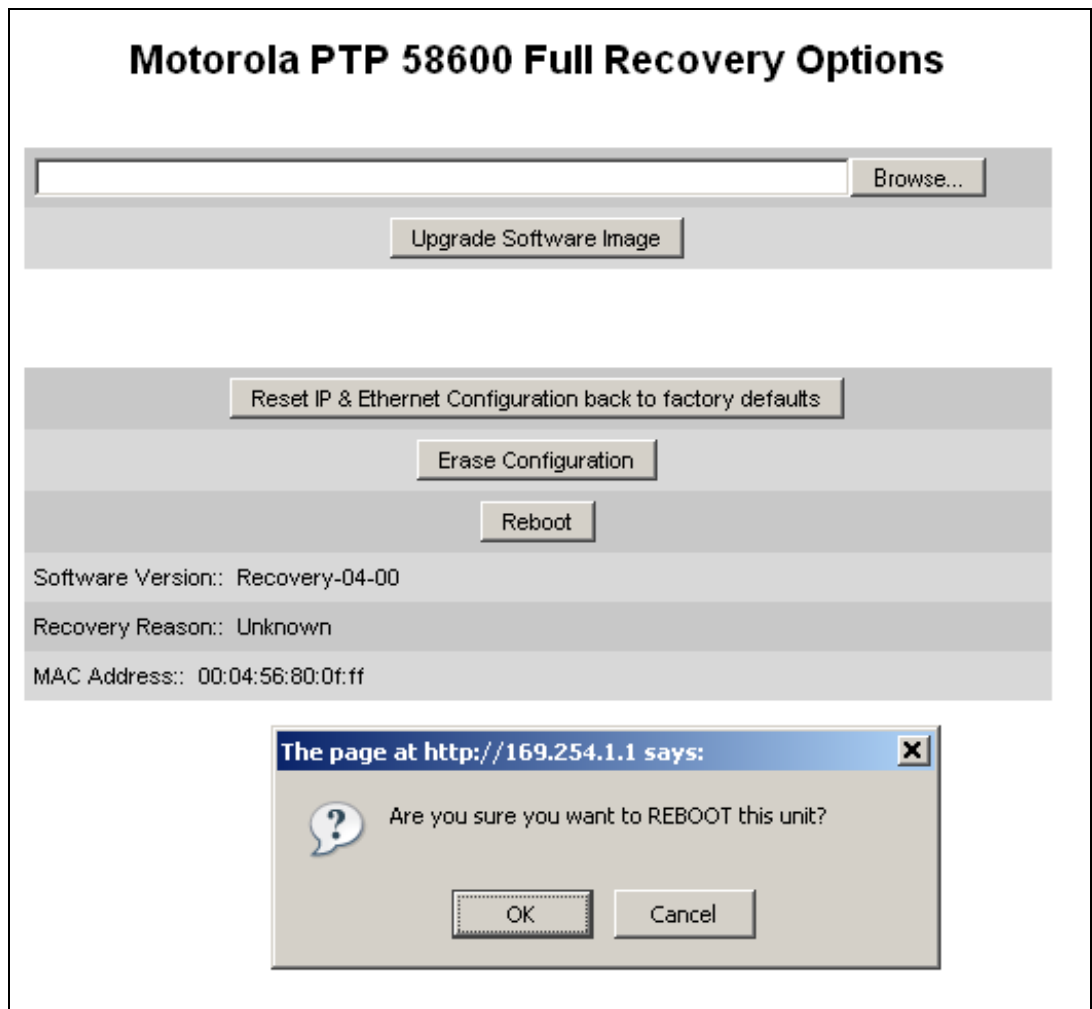 Motorola PTP 58600 Full Recovery Options
Browse...
Upgrade Software Image
Reset IP & Ethernet Configuration back to factory defaults
Erase Configuration
Reboot
Software Version:: Recovery-04-00
Recovery Reason:: Unknown
MAC Address:: 00:04:56:80:0f:ff
The page at http://169.254.1.1 says:
Are you sure you want to REBOOT this unit?
OK Cancel